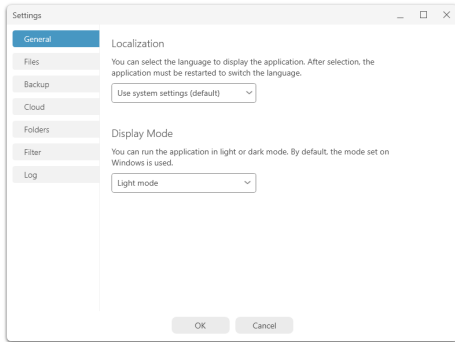 Settings
General
Files
Backup
Cloud
Folders
Filter
Log
Localization
You can select the language to display the application. After selection, the
application must be restarted to switch the language.
Use system settings (default)
Display Mode
You can run the application in light or dark mode. By default, the mode set on
Windows is used.
Light mode
OK
Cancel